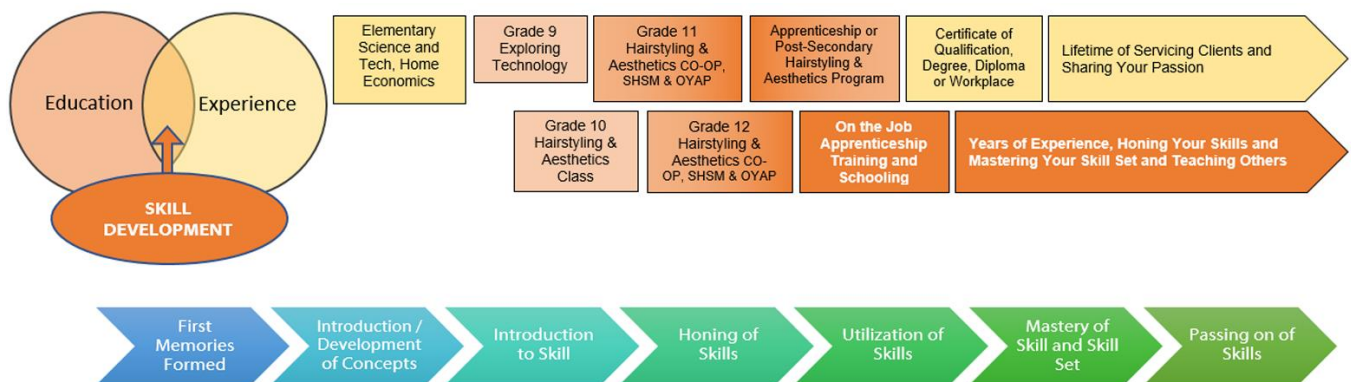 Education
Experience
SKILL
DEVELOPMENT
Elementary
Science and
Tech, Home
Economics
Grade 9
Exploring
Technology
Grade 11
Hairstyling &
Aesthetics CO-OP,
SHSM & OYAP
Apprenticeship or
Post-Secondary
Hairstyling &
Aesthetics Program
Certificate of
Qualification,
Degree, Diploma
or Workplace
Lifetime of Servicing Clients and
Sharing Your Passion
Grade 10
Hairstyling &
Aesthetics
Class
Grade 12
Hairstyling &
Aesthetics CO-
OP, SHSM & OYAP
On the Job
Apprenticeship
Training and
Schooling
Years of Experience, Honing Your Skills and
Mastering Your Skill Set and Teaching Others
First
Memories
Formed
Introduction /
Development
of Concepts
Introduction
to Skill
Honing of
Skills
Utilization of
Skills
Mastery of
Skill and Skill
Set
Passing on of
Skills